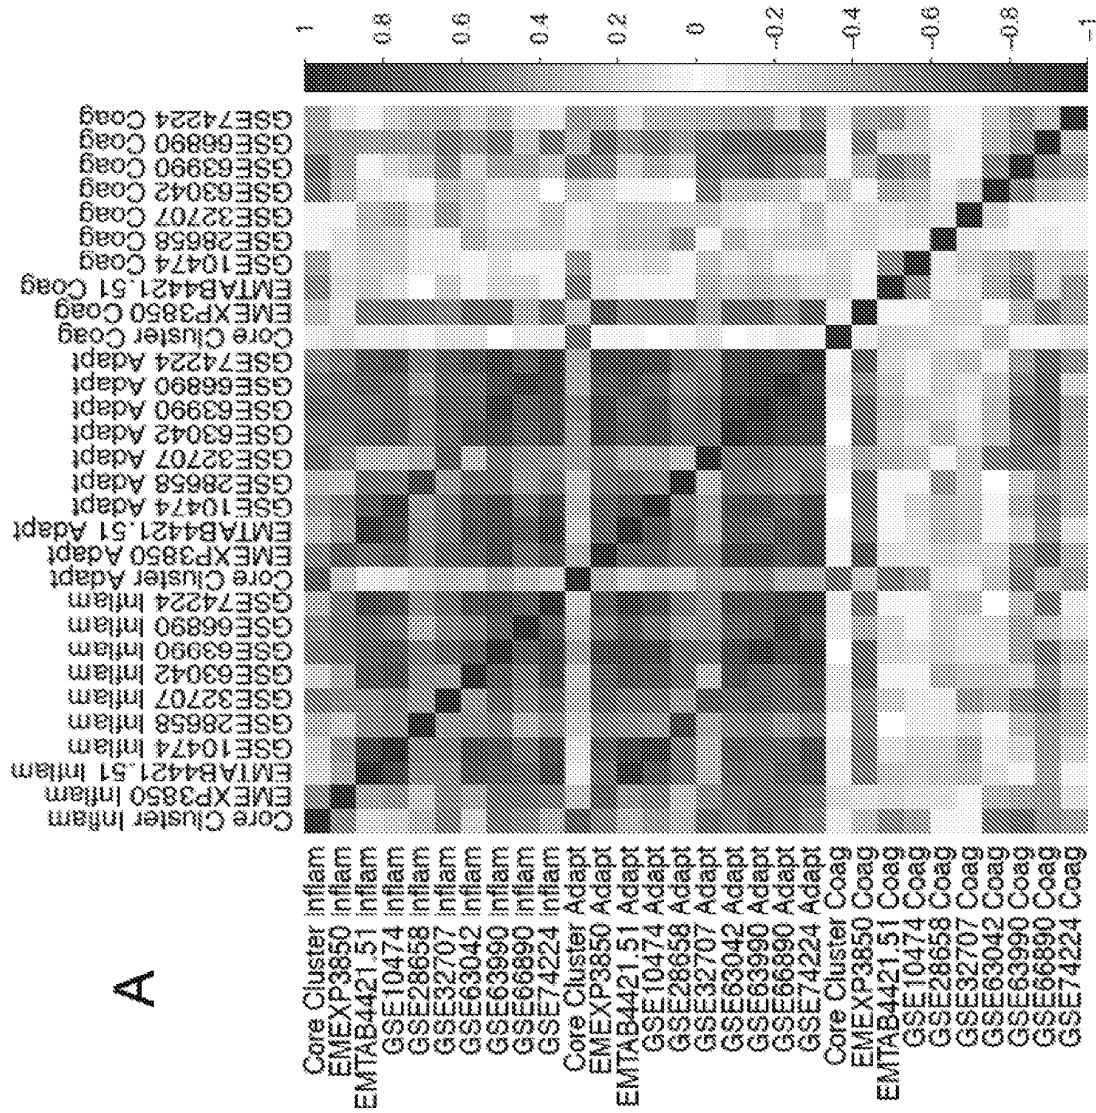 A
Core Cluster Inflam
EMEXP3850 Inflam
EMTAB4421.51 Inflam
GSE10474 Inflam
GSE28658 Inflam
GSE32707 Inflam
GSE63042 Inflam
GSE63990 Inflam
GSE66890 Inflam
GSE74224 Inflam
Core Cluster Adapt
EMEXP3850 Adapt
EMTAB4421.51 Adapt
GSE10474 Adapt
GSE28658 Adapt
GSE32707 Adapt
GSE63042 Adapt
GSE63990 Adapt
GSE66890 Adapt
GSE74224 Adapt
Core Cluster Coag
EMEXP3850 Coag
EMTAB4421.51 Coag
GSE10474 Coag
GSE28658 Coag
GSE32707 Coag
GSE63042 Coag
GSE63990 Coag
GSE66890 Coag
GSE74224 Coag
Core Cluster Inflam
EMEXP3850 Inflam
EMTAB4421.51 Inflam
GSE10474 Inflam
GSE28658 Inflam
GSE32707 Inflam
GSE63042 Inflam
GSE63990 Inflam
GSE66890 Inflam
GSE74224 Inflam
Core Cluster Adapt
EMEXP3850 Adapt
EMTAB4421.51 Adapt
GSE10474 Adapt
GSE28658 Adapt
GSE32707 Adapt
GSE63042 Adapt
GSE63990 Adapt
GSE66890 Adapt
GSE74224 Adapt
Core Cluster Coag
EMEXP3850 Coag
EMTAB4421.51 Coag
GSE10474 Coag
GSE28658 Coag
GSE32707 Coag
GSE63042 Coag
GSE63990 Coag
GSE66890 Coag
GSE74224 Coag
1
0.8
0.6
0.4
0.2
0
-0.2
-0.4
-0.6
-0.8
-1